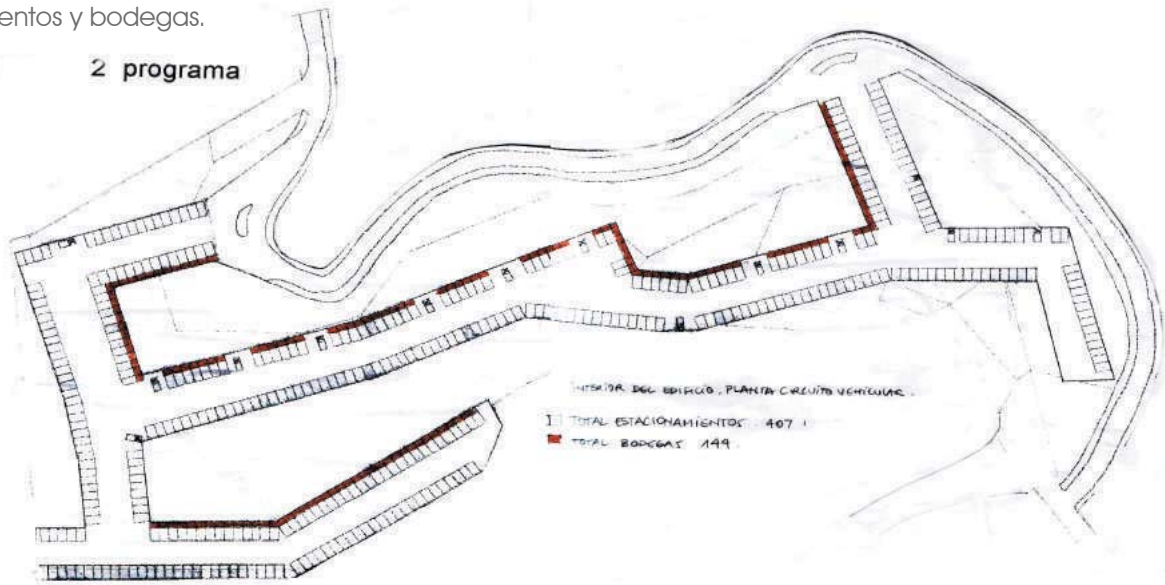 entos y bodegas.
2 programa
INTERIOR DEL EDIFICIO, PLANTA CIRCUITO VEHICULAR.
TOTAL ESTACIONAMIENTOS 407
TOTAL BODEGAS 149